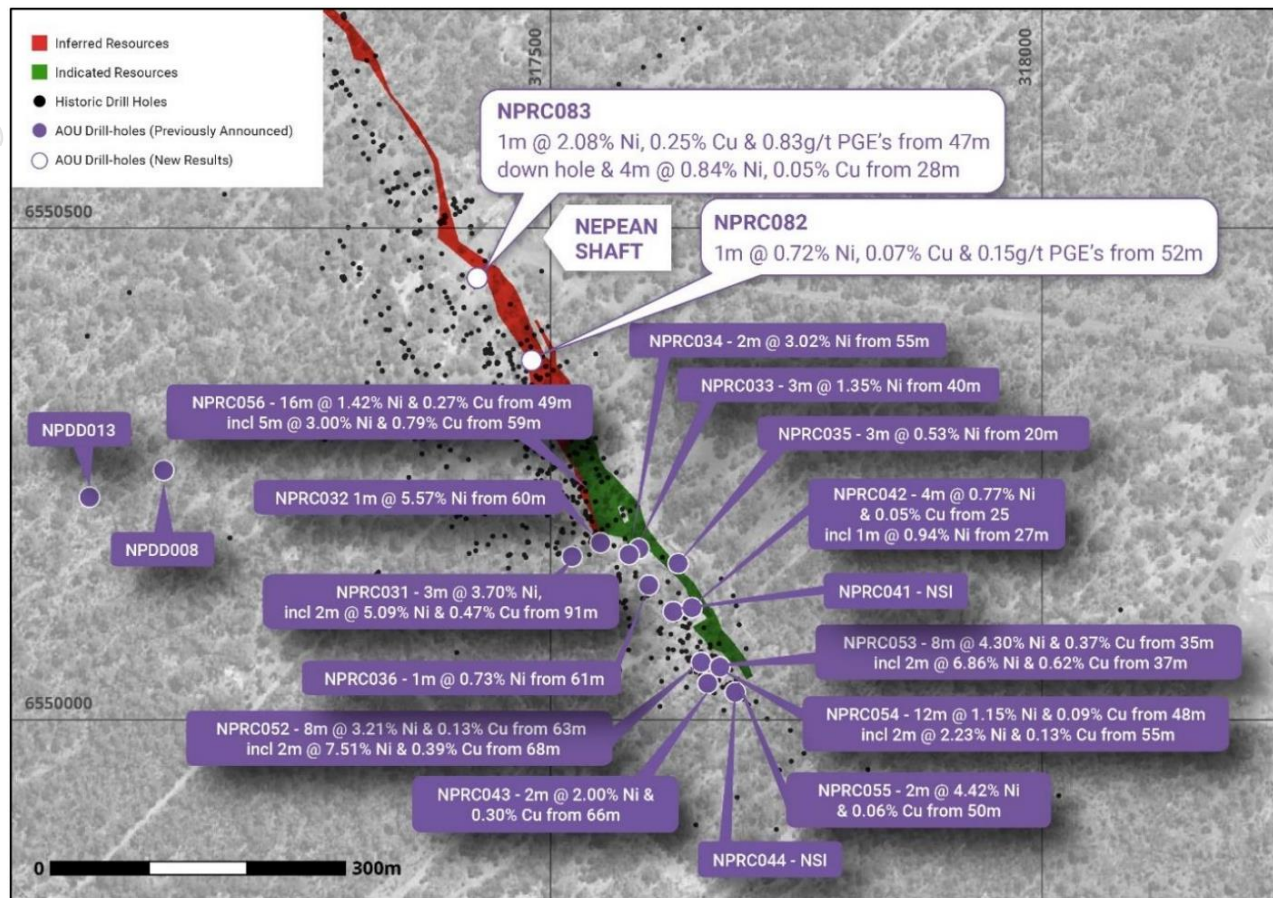 Inferred Resources
Indicated Resources
Historic Drill Holes
AOU Drill-holes (Previously Announced)
AOU Drill-holes (New Results)
317500
318000
NPRC083
1m @ 2.08% Ni, 0.25% Cu & 0.83g/t PGE's from 47m
down hole & 4m @ 0.84% Ni, 0.05% Cu from 28m
6550500
NEPEAN
SHAFT
NPRC082
1m @ 0.72% Ni, 0.07% Cu & 0.15g/t PGE's from 52m
NPRC034 - 2m @ 3.02% Ni from 55m
NPRC033 - 3m @ 1.35% Ni from 40m
NPRC056 - 16m @ 1.42% Ni & 0.27% Cu from 49m
incl 5m @ 3.00% Ni & 0.79% Cu from 59m
NPRC035 - 3m @ 0.53% Ni from 20m
NPDD013
NPRC032 1m @ 5.57% Ni from 60m
NPRC042 - 4m @ 0.77% Ni
& 0.05% Cu from 25
incl 1m @ 0.94% Ni from 27m
NPDD008
NPRC031 - 3m @ 3.70% Ni,
incl 2m @ 5.09% Ni & 0.47% Cu from 91m
NPRC041 - NSI
NPRC053 - 8m @ 4.30% Ni & 0.37% Cu from 35m
incl 2m @ 6.86% Ni & 0.62% Cu from 37m
NPRC036 - 1m @ 0.73% Ni from 61m
6550000
NPRC052 - 8m @ 3.21% Ni & 0.13% Cu from 63m
incl 2m @ 7.51% Ni & 0.39% Cu from 68m
NPRC054 - 12m @ 1.15% Ni & 0.09% Cu from 48m
incl 2m @ 2.23% Ni & 0.13% Cu from 55m
NPRC043 - 2m @ 2.00% Ni &
0.30% Cu from 66m
NPRC055 - 2m @ 4.42% Ni
& 0.06% Cu from 50m
NPRC044 - NSI
0 300m